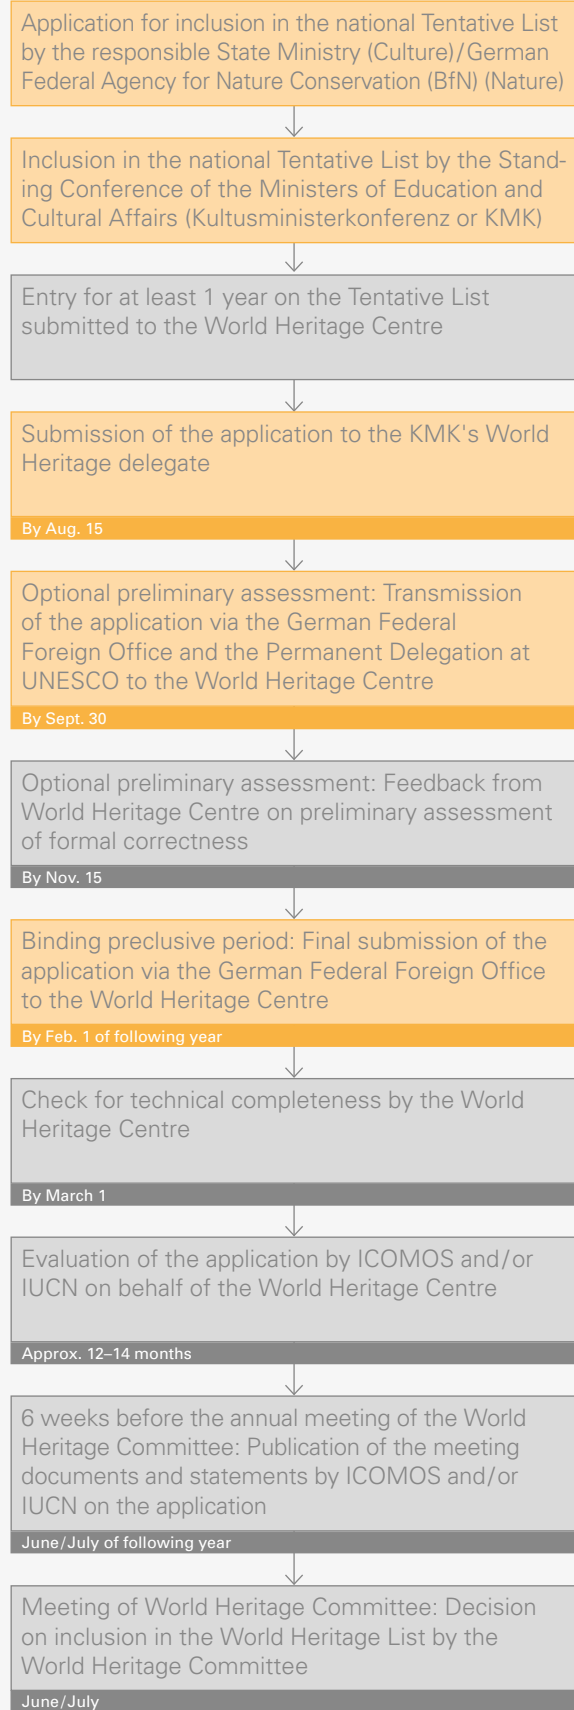 Application for inclusion in the national Tentative List
by the responsible State Ministry (Culture)/German
Federal Agency for Nature Conservation (BfN) (Nature)
Inclusion in the national Tentative List by the Stand-
ing Conference of the Ministers of Education and
Cultural Affairs (Kultusministerkonferenz or KMK)
Entry for at least 1 year on the Tentative List
submitted to the World Heritage Centre
Submission of the application to the KMK's World
Heritage delegate
By Aug. 15
Optional preliminary assessment: Transmission
of the application via the German Federal
Foreign Office and the Permanent Delegation at
UNESCO to the World Heritage Centre
By Sept. 30
Optional preliminary assessment: Feedback from
World Heritage Centre on preliminary assessment
of formal correctness
By Nov. 15
Binding preclusive period: Final submission of the
application via the German Federal Foreign Office
to the World Heritage Centre
By Feb. 1 of following year
Check for technical completeness by the World
Heritage Centre
By March 1
Evaluation of the application by ICOMOS and/or
IUCN on behalf of the World Heritage Centre
Approx. 12–14 months
6 weeks before the annual meeting of the World
Heritage Committee: Publication of the meeting
documents and statements by ICOMOS and/or
IUCN on the application
June/July of following year
Meeting of World Heritage Committee: Decision
on inclusion in the World Heritage List by the
World Heritage Committee
June/July